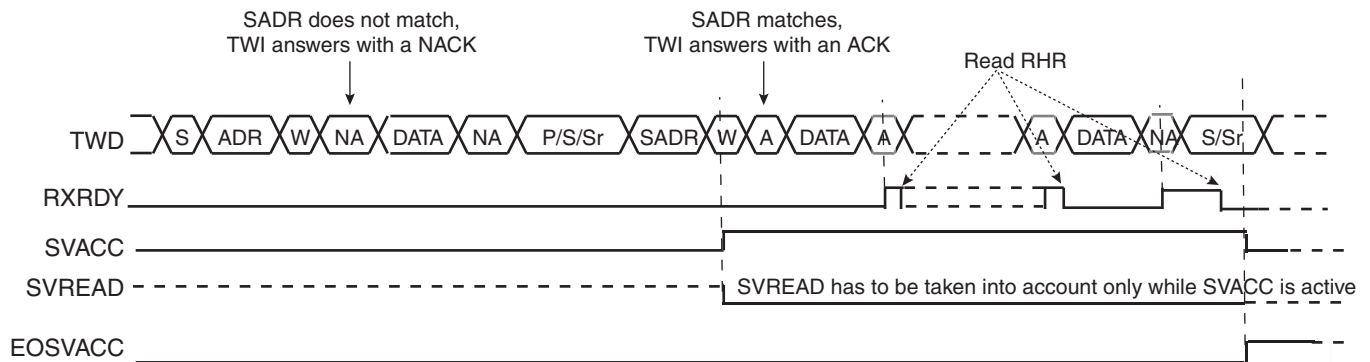 SADR does not match,
TWI answers with a NACK
SADR matches,
TWI answers with an ACK
Read RHR
TWD S ADR W NA DATA NA P/S/Sr SADR W A DATA A A DATA NA S/Sr
RXRDY
SVACC
SVREAD SVREAD has to be taken into account only while SVACC is active
EOSVACC